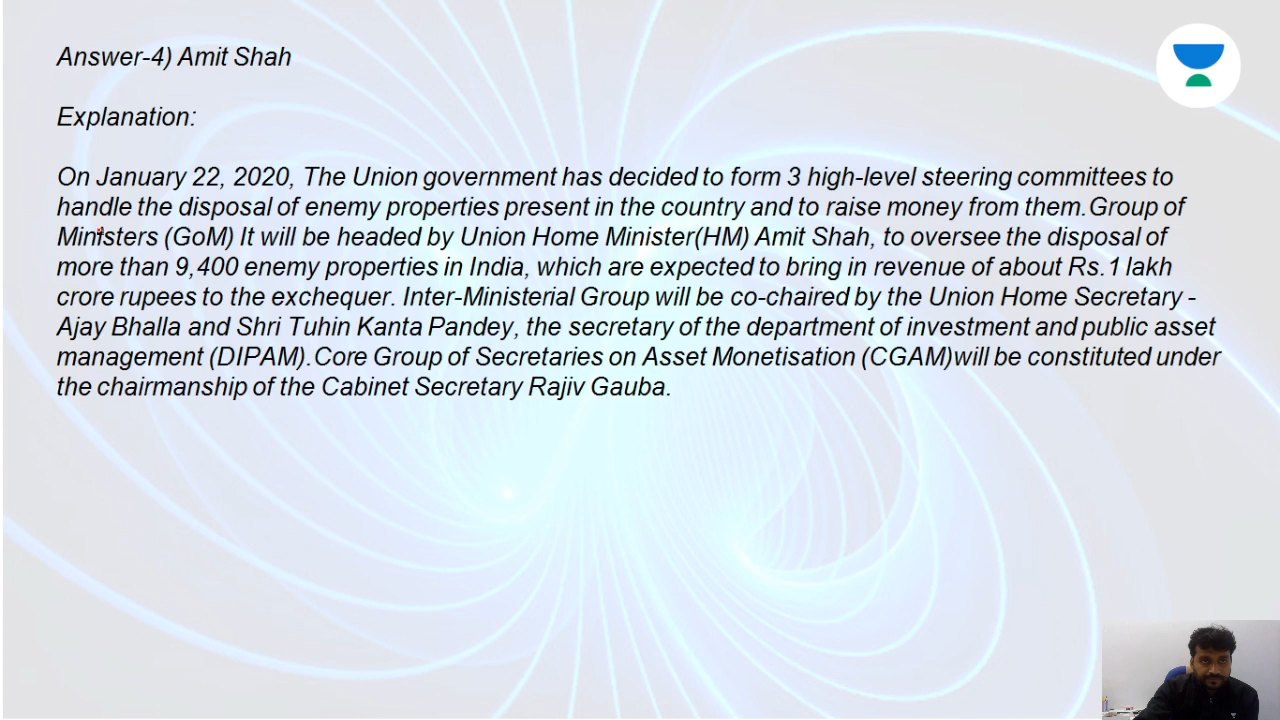 Answer-4) Amit Shah
Explanation:
On January 22, 2020, The Union government has decided to form 3 high-level steering committees to
handle the disposal of enemy properties present in the country and to raise money from them.Group of
Ministers (GoM) It will be headed by Union Home Minister(HM) Amit Shah, to oversee the disposal of
more than 9,400 enemy properties in India, which are expected to bring in revenue of about Rs.1 lakh
crore rupees to the exchequer. Inter-Ministerial Group will be co-chaired by the Union Home Secretary -
Ajay Bhalla and Shri Tuhin Kanta Pandey, the secretary of the department of investment and public asset
management (DIPAM).Core Group of Secretaries on Asset Monetisation (CGAM)will be constituted under
the chairmanship of the Cabinet Secretary Rajiv Gauba.